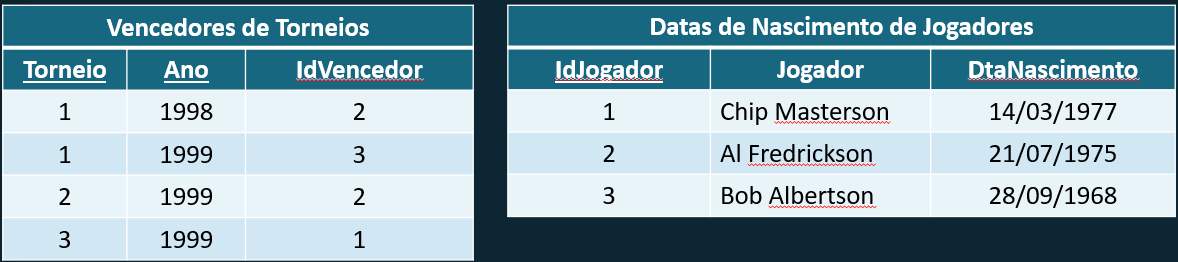 Vencedores de Torneios
Torneio Ano IdVencedor
1 1998 2
1 1999 3
2 1999 2
3 1999 1
Datas de Nascimento de Jogadores
IdJogador Jogador DtaNascimento
1 Chip Masterson 14/03/1977
2 Al Fredrickson 21/07/1975
3 Bob Albertson 28/09/1968